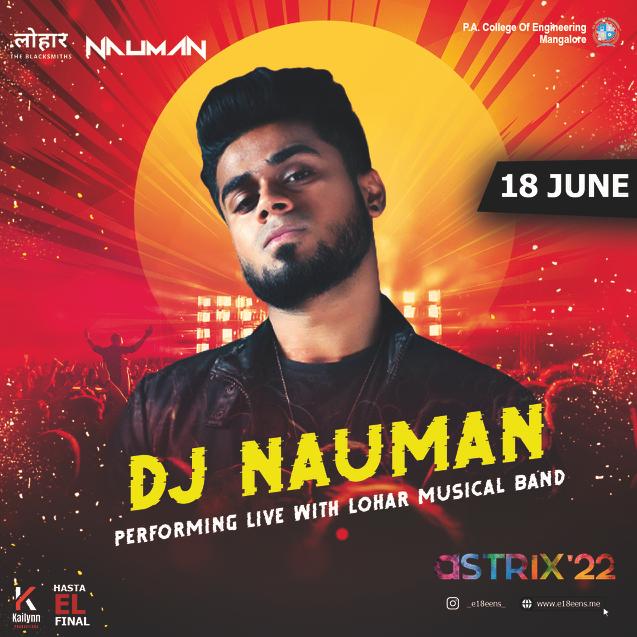 लोहार
THE BLACKSMITHS
NAUMAN
P.A. College Of Engineering
Mangalore
18 JUNE
DJ NAUMAN
PERFORMING LIVE WITH LOHAR MUSICAL BAND
ASTRIX'22
Kailynn
PRODUCTIONS
HASTA
EL
FINAL
_e18eens_
www.e18eens.me